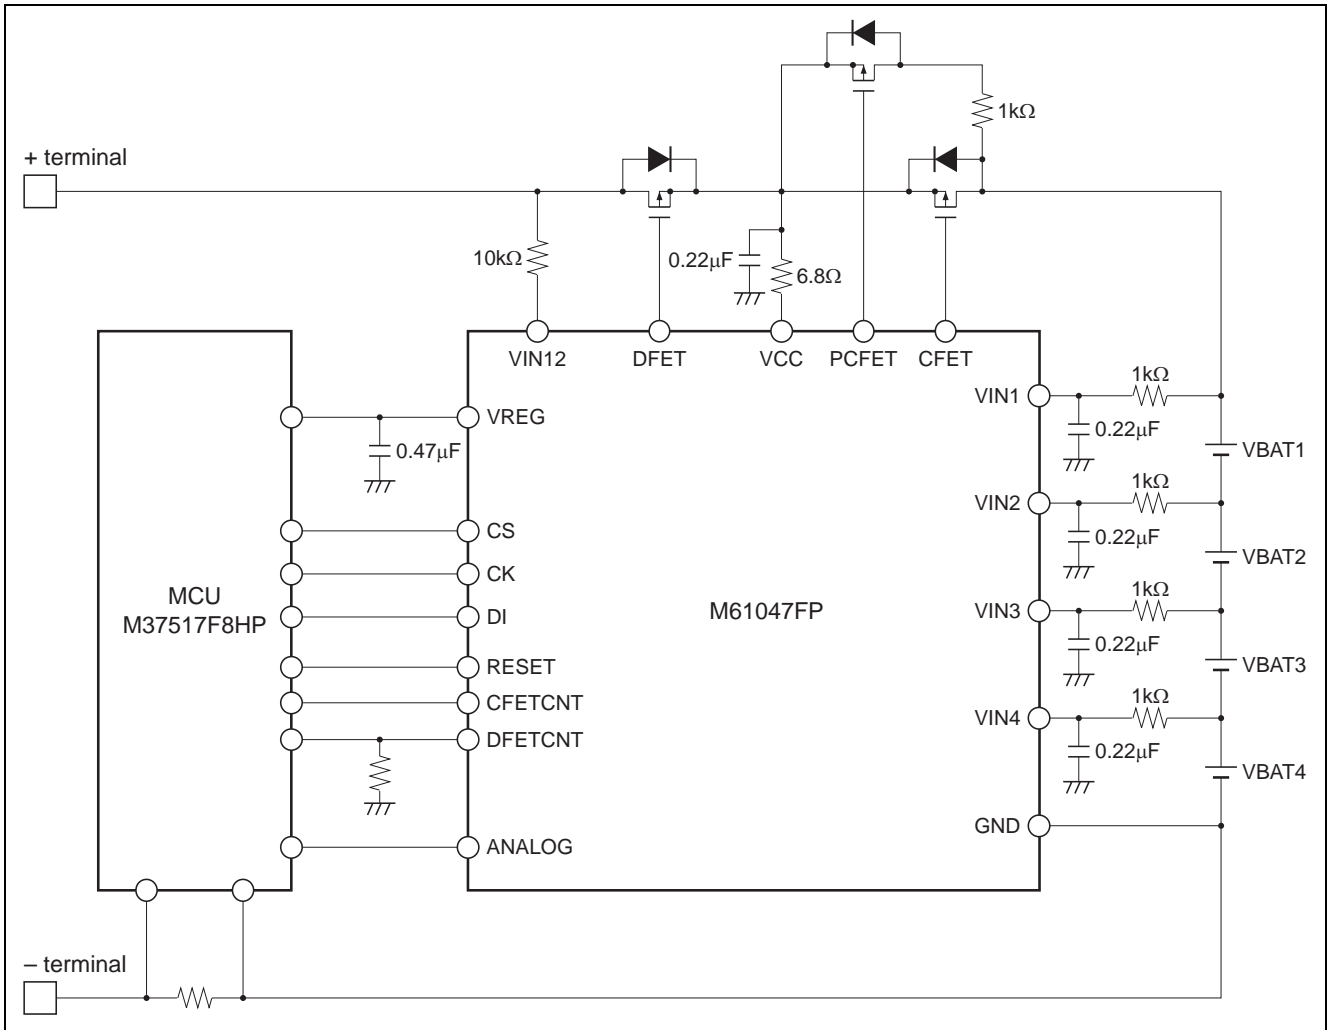 1kΩ
+ terminal
10kΩ
0.22μF
6.8Ω
VIN12
DFET
VCC
PCFET
CFET
VIN1
1kΩ
0.22μF
VBAT1
VREG
0.47μF
VIN2
1kΩ
0.22μF
VBAT2
CS
CK
MCU
M37517F8HP
DI
M61047FP
VIN3
1kΩ
0.22μF
VBAT3
RESET
CFETCNT
DFETCNT
VIN4
1kΩ
0.22μF
VBAT4
GND
ANALOG
– terminal